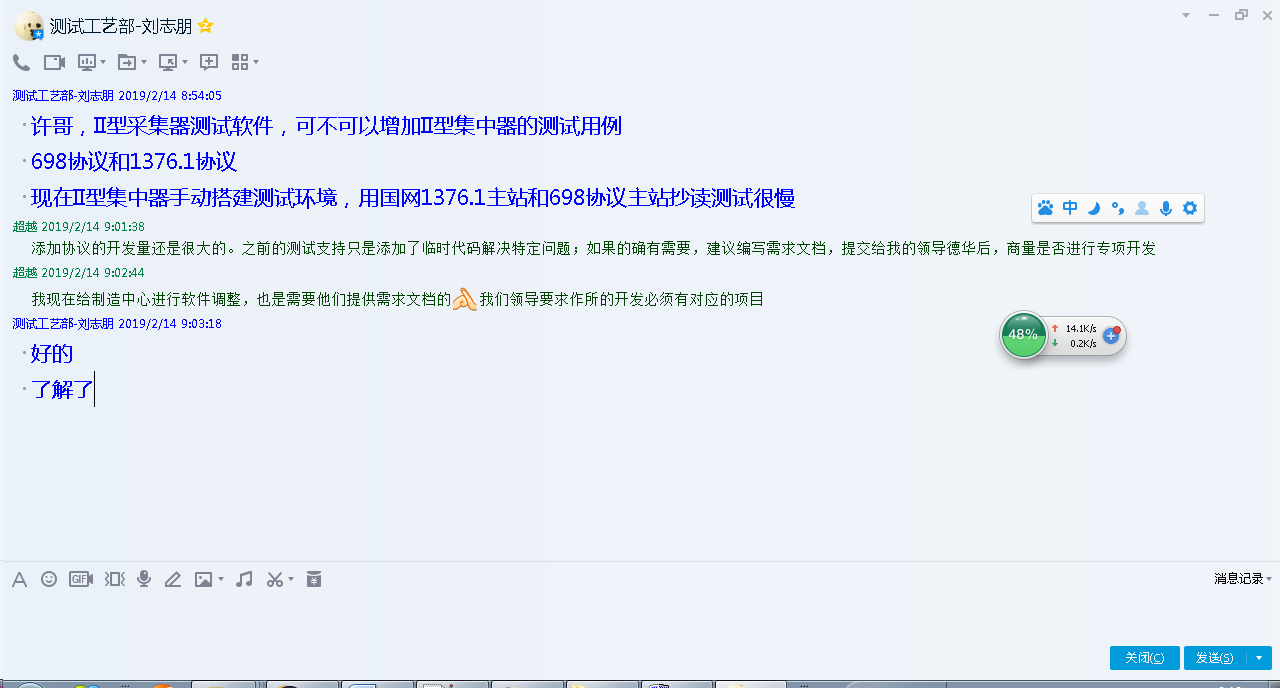 测试工艺部-刘志朋
测试工艺部-刘志朋 2019/2/14 8:54:05
许哥，Ⅱ型采集器测试软件，可不可以增加Ⅱ型集中器的测试用例
698协议和1376.1协议
现在Ⅱ型集中器手动搭建测试环境，用国网1376.1主站和698协议主站抄读测试很慢
中
超越 2019/2/14 9:01:38
添加协议的开发量还是很大的。之前的测试支持只是添加了临时代码解决特定问题；如果的确有需要，建议编写需求文档，提交给我的领导德华后，商量是否进行专项开发
超越 2019/2/14 9:02:44
我现在给制造中心进行软件调整，也是需要他们提供需求文档的 我们领导要求作所的开发必须有对应的项目
测试工艺部-刘志朋 2019/2/14 9:03:18
48%
14.1K/s
0.2K/s
好的
了解了
GIF
消息记录
关闭(C)
发送(S)